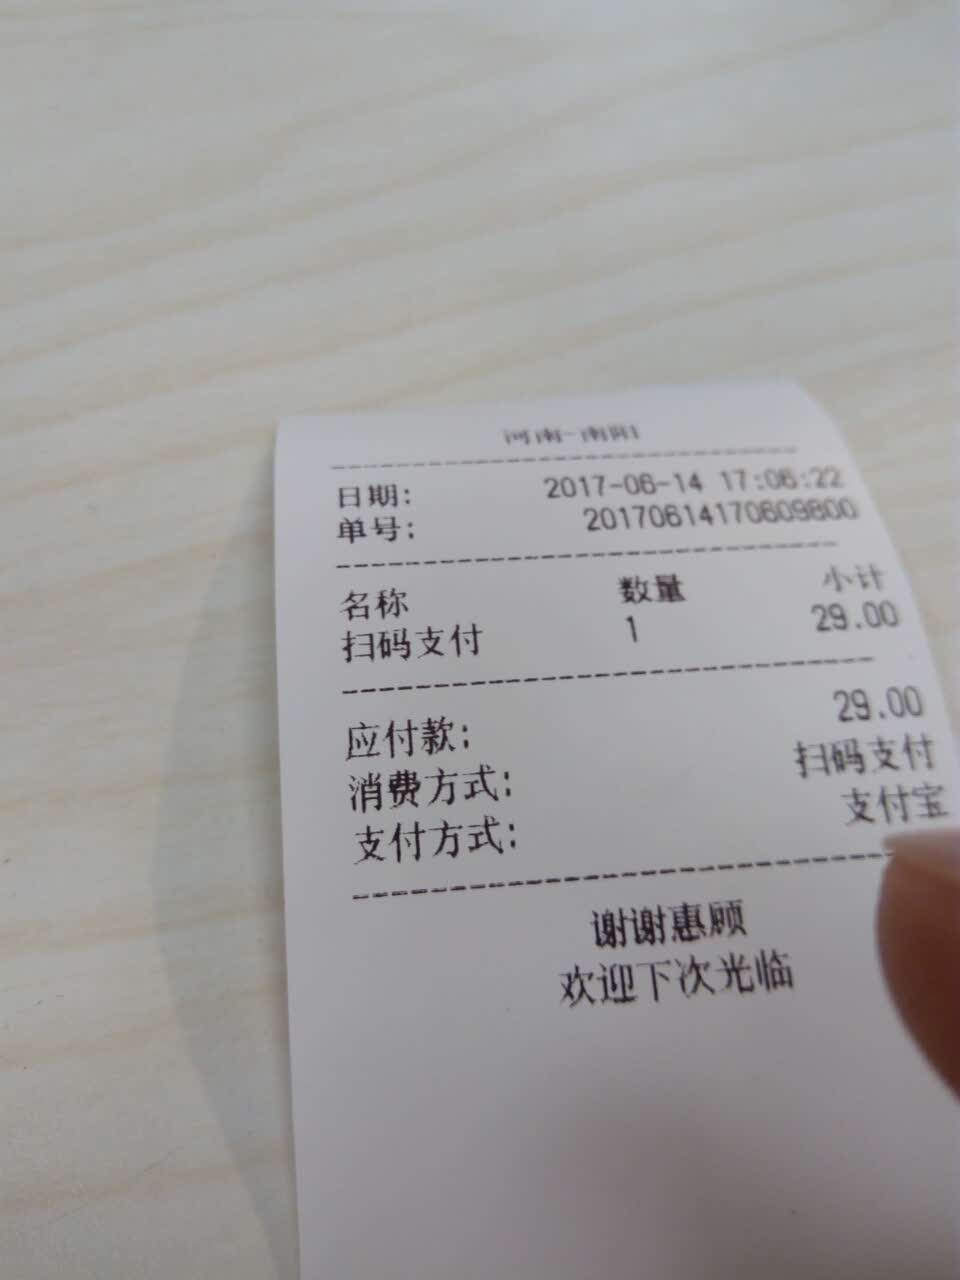 河南-南阳
日期: 2017-06-14 17:06:22
单号: 20170614170609800
名称 数量 小计
扫码支付 1 29.00
应付款: 29.00
消费方式: 扫码支付
支付方式: 支付宝
谢谢惠顾
欢迎下次光临